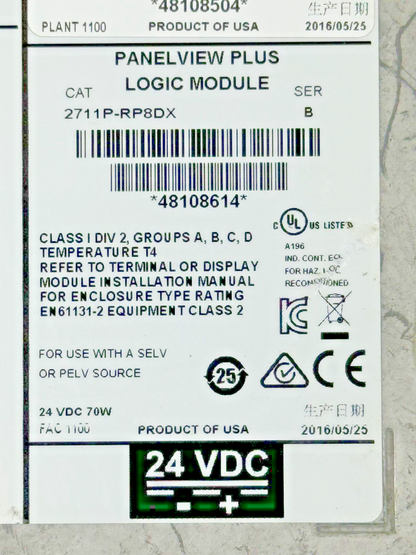 *48108504*
PLANT 1100
PRODUCT OF USA
生产日期
2016/05/25
PANELVIEW PLUS
LOGIC MODULE
CAT
SER
2711P-RP8DX
B
*48108614*
C UL US LISTED
A196
IND. CONT. EQ.
FOR HAZ. LOC
RECONDITIONED
CLASS I DIV 2, GROUPS A, B, C, D
TEMPERATURE T4
REFER TO TERMINAL OR DISPLAY
MODULE INSTALLATION MANUAL
FOR ENCLOSURE TYPE RATING
EN61131-2 EQUIPMENT CLASS 2
FOR USE WITH A SELV
OR PELV SOURCE
25
CE
24 VDC 70W
FAC 1100
PRODUCT OF USA
生产日期
2016/05/25
24 VDC
- +